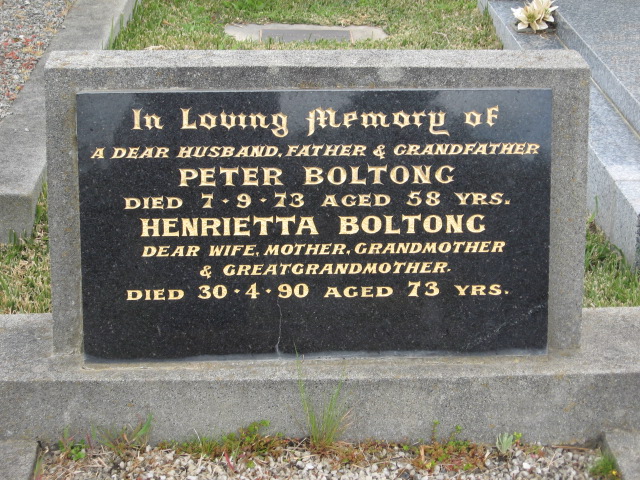 In Loving Memory of
A DEAR HUSBAND, FATHER & GRANDFATHER
PETER BOLTONG
DIED 7·9·73 AGED 58 YRS.
HENRIETTA BOLTONG
DEAR WIFE, MOTHER, GRANDMOTHER
& GREATGRANDMOTHER.
DIED 30·4·90 AGED 73 YRS.